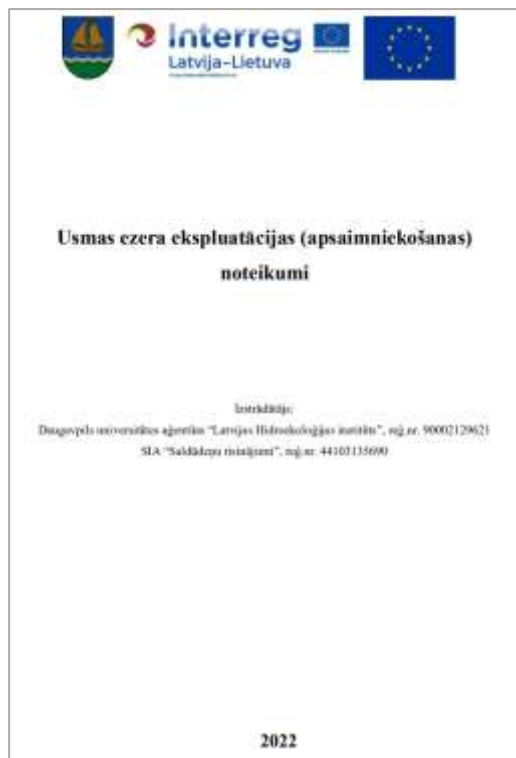 Interreg
Latvija–Lietuva
Usmas ezera ekspluatācijas (apsaimniekošanas)
noteikumi
Izstrādātājs:
Daugavpils universitātes aģentūra "Latvijas Hidroekoloģijas institūts", reģ.nr. 90002129621
SIA "Saldūdeņu risinājumi", reģ.nr. 44103135690
2022